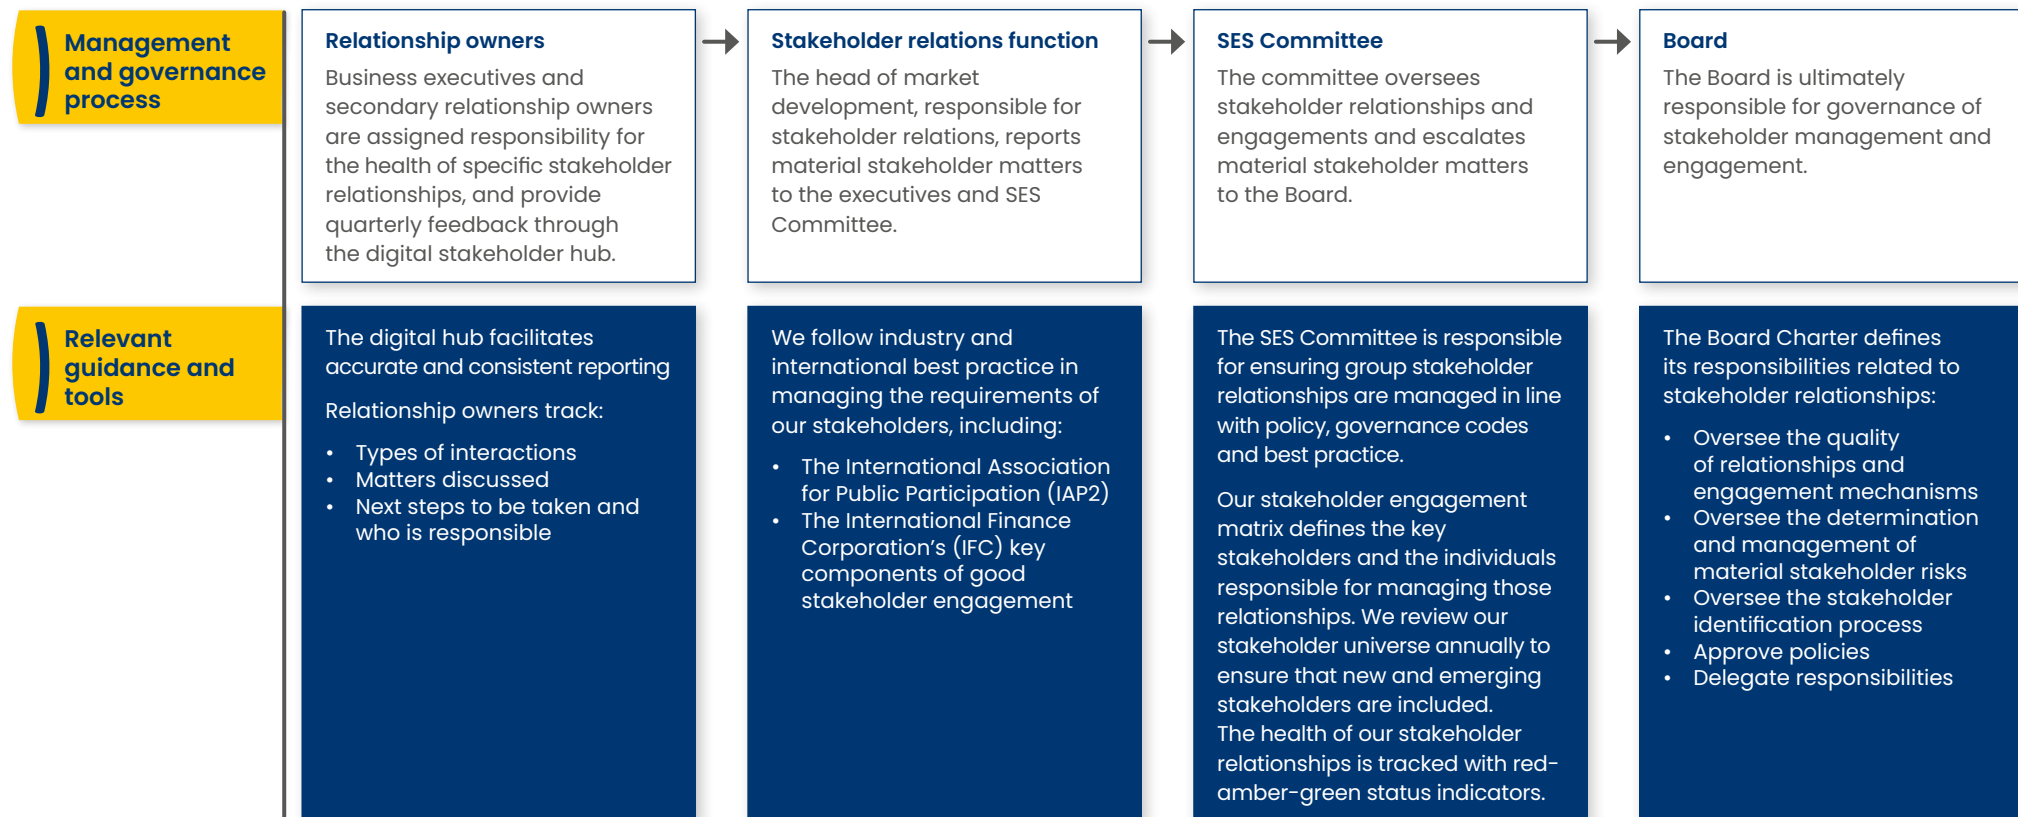 Management
and governance
process
Relationship owners
Business executives and
secondary relationship owners
are assigned responsibility for
the health of specific stakeholder
relationships, and provide
quarterly feedback through
the digital stakeholder hub.
Stakeholder relations function
The head of market
development, responsible for
stakeholder relations, reports
material stakeholder matters
to the executives and SES
Committee.
SES Committee
The committee oversees
stakeholder relationships and
engagements and escalates
material stakeholder matters
to the Board.
Board
The Board is ultimately
responsible for governance of
stakeholder management and
engagement.
Relevant
guidance and
tools
The digital hub facilitates
accurate and consistent reporting
Relationship owners track:
• Types of interactions
• Matters discussed
• Next steps to be taken and
who is responsible
We follow industry and
international best practice in
managing the requirements of
our stakeholders, including:
• The International Association
for Public Participation (IAP2)
• The International Finance
Corporation’s (IFC) key
components of good
stakeholder engagement
The SES Committee is responsible
for ensuring group stakeholder
relationships are managed in line
with policy, governance codes
and best practice.
Our stakeholder engagement
matrix defines the key
stakeholders and the individuals
responsible for managing those
relationships. We review our
stakeholder universe annually to
ensure that new and emerging
stakeholders are included.
The health of our stakeholder
relationships is tracked with red-
amber-green status indicators.
The Board Charter defines
its responsibilities related to
stakeholder relationships:
• Oversee the quality
of relationships and
engagement mechanisms
• Oversee the determination
and management of
material stakeholder risks
• Oversee the stakeholder
identification process
• Approve policies
• Delegate responsibilities